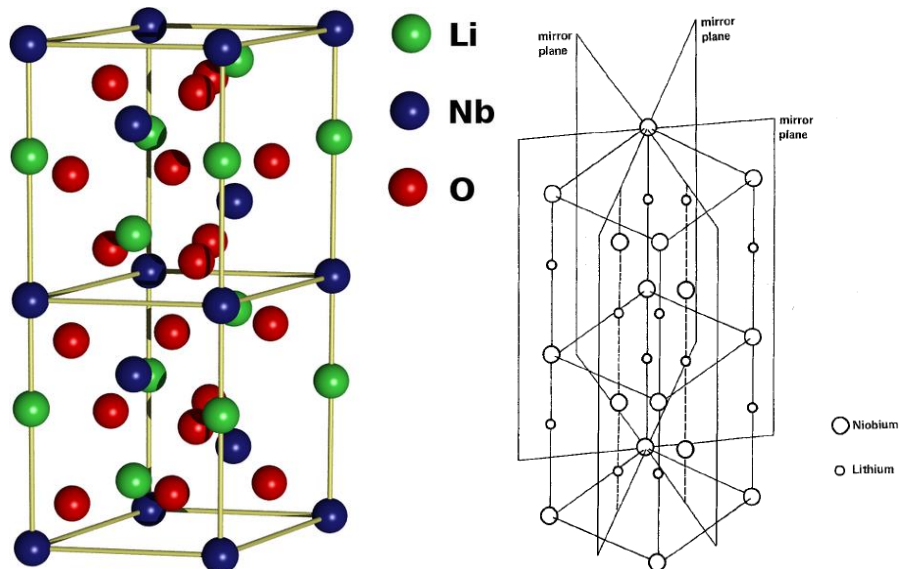 Li
Nb
O
mirror
plane
mirror
plane
mirror
plane
Niobium
Lithium